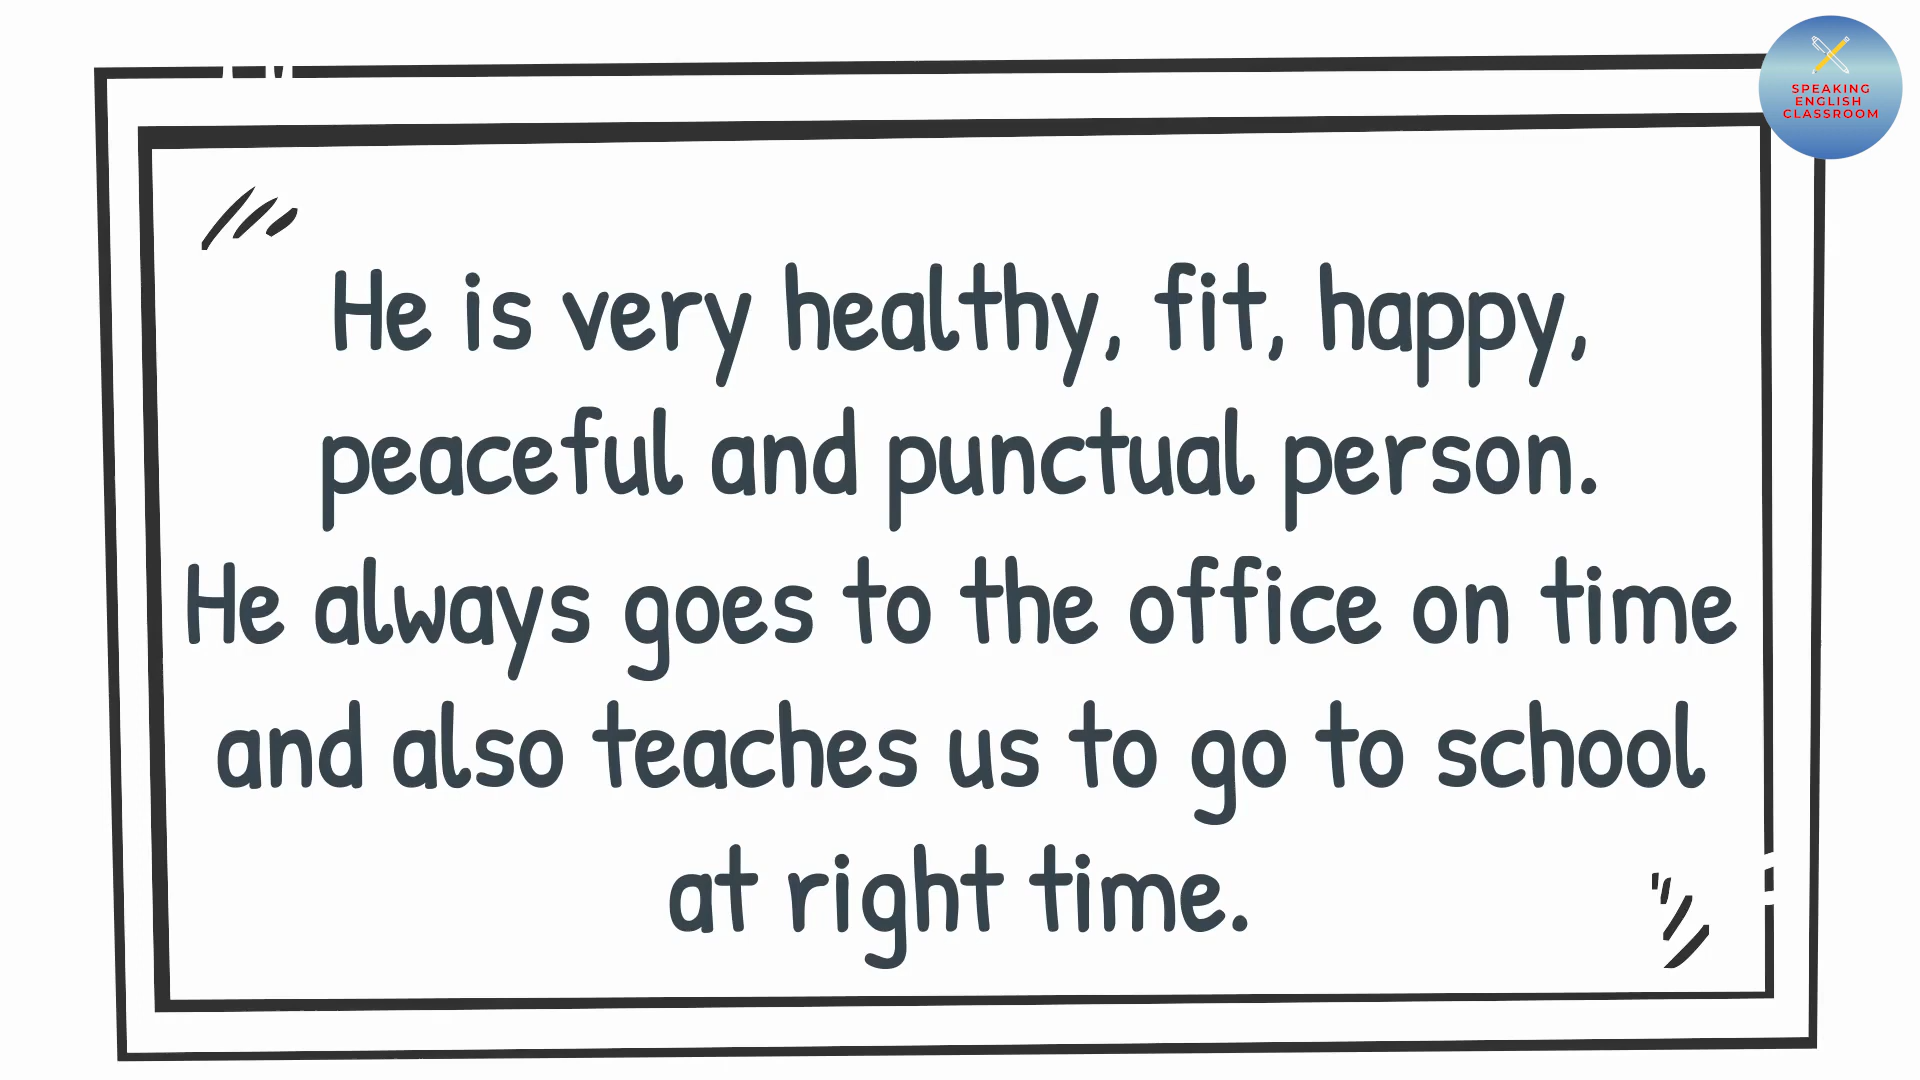 SPEAKING
ENGLISH
CLASSROOM
He is very healthy, fit, happy,
peaceful and punctual person.
He always goes to the office on time
and also teaches us to go to school
at right time.